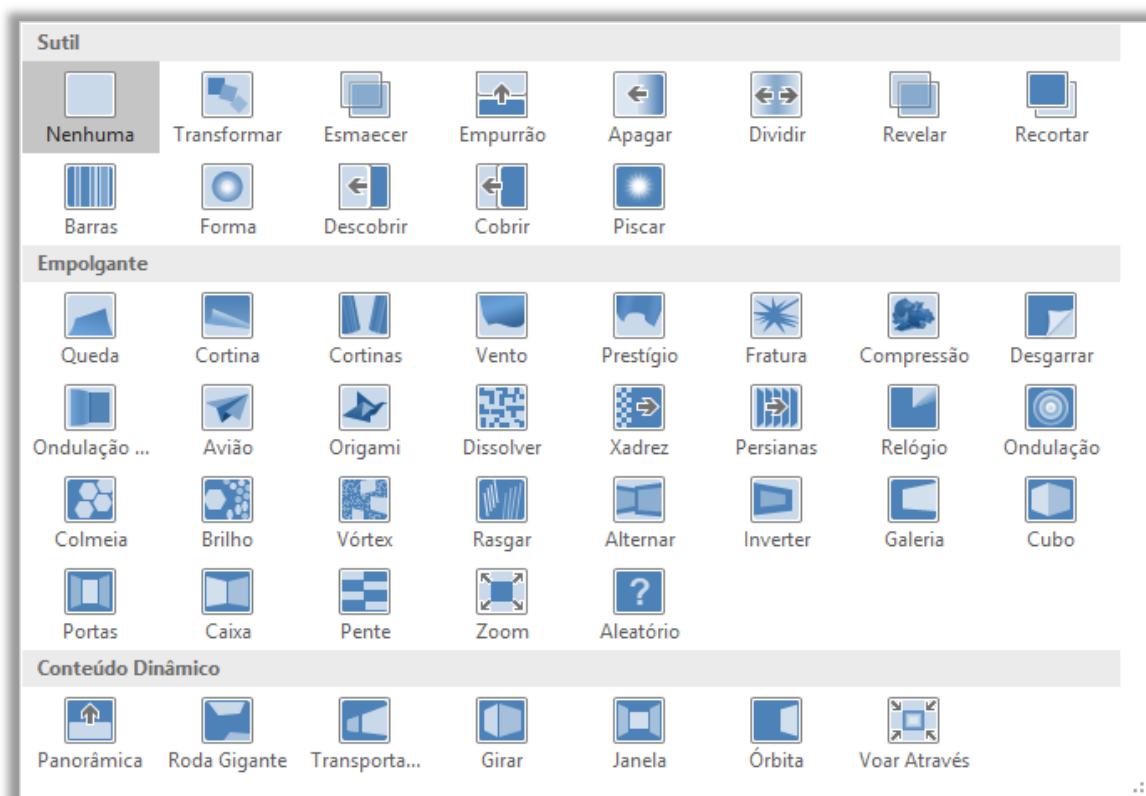 Sutil
Nenhuma Transformar Esmaecer Empurrão Apagar Dividir Revelar Recortar
Barras Forma Descobrir Cobrir Piscar
Empolgante
Queda Cortina Cortinas Vento Prestígio Fratura Compressão Desgarrar
Ondulação ... Avião Origami Dissolver Xadrez Persianas Relógio Ondulação
Colmeia Brilho Vórtex Rasgar Alternar Inverter Galeria Cubo
?
Portas Caixa Pente Zoom Aleatório
Conteúdo Dinâmico
Panorâmica Roda Gigante Transporta... Girar Janela Órbita Voar Através